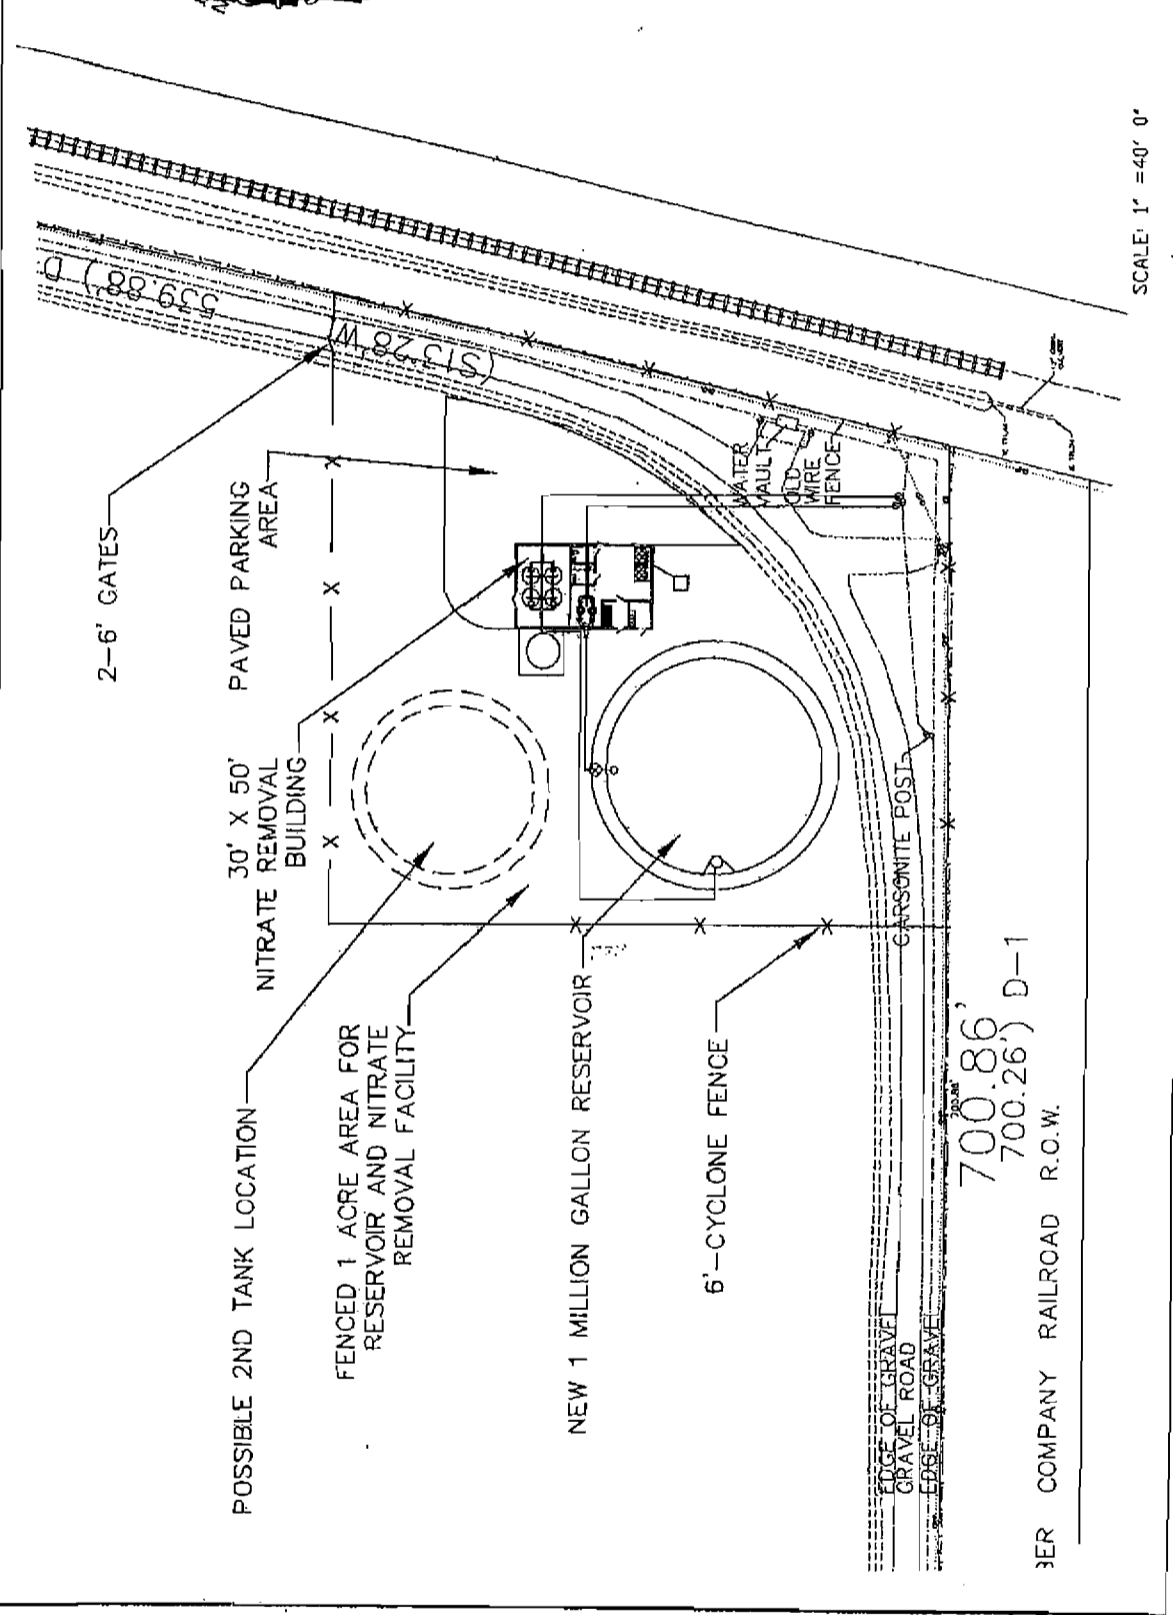 2-6' GATES
PAVED PARKING
AREA
30' X 50'
NITRATE REMOVAL
BUILDING
POSSIBLE 2ND TANK LOCATION
FENCED 1 ACRE AREA FOR
RESERVOIR AND NITRATE
REMOVAL FACILITY
NEW 1 MILLION GALLON RESERVOIR
6'-CYCLONE FENCE
539.88') D
(S13°28'W
WATER
VAULT
OLD
WIRE
FENCE
CARSONITE POST
EDGE OF GRAVEL
GRAVEL ROAD
EDGE OF GRAVEL
700.86'
700.86'
700.26') D-1
BER COMPANY RAILROAD R.O.W.
SCALE: 1" =40' 0"